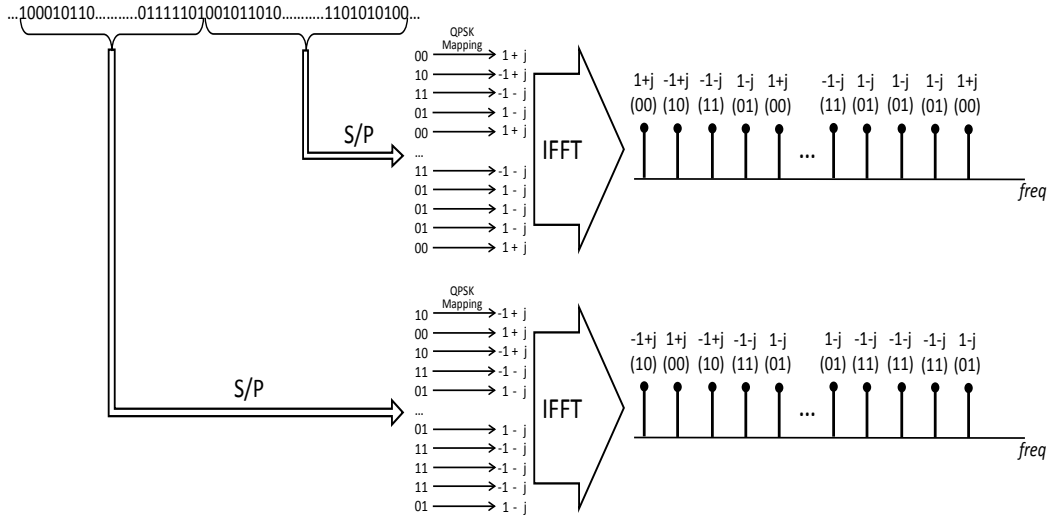 ...100010110..........01111101001011010..........1101010100...
QPSK
Mapping
00 1 + j
10 -1 + j
11 -1 - j
01 1 - j
00 1 + j
...
11 -1 - j
01 1 - j
01 1 - j
01 1 - j
00 1 + j
S/P
IFFT
1+j -1+j -1-j 1-j 1+j -1-j 1-j 1-j 1-j 1+j
(00) (10) (11) (01) (00) (11) (01) (01) (01) (00)
...
freq
QPSK
Mapping
10 -1 + j
00 1 + j
10 -1 + j
11 -1 - j
01 1 - j
...
01 1 - j
11 -1 - j
11 -1 - j
11 -1 - j
01 1 - j
S/P
IFFT
-1+j 1+j -1+j -1-j 1-j 1-j -1-j -1-j -1-j 1-j
(10) (00) (10) (11) (01) (01) (11) (11) (11) (01)
...
freq